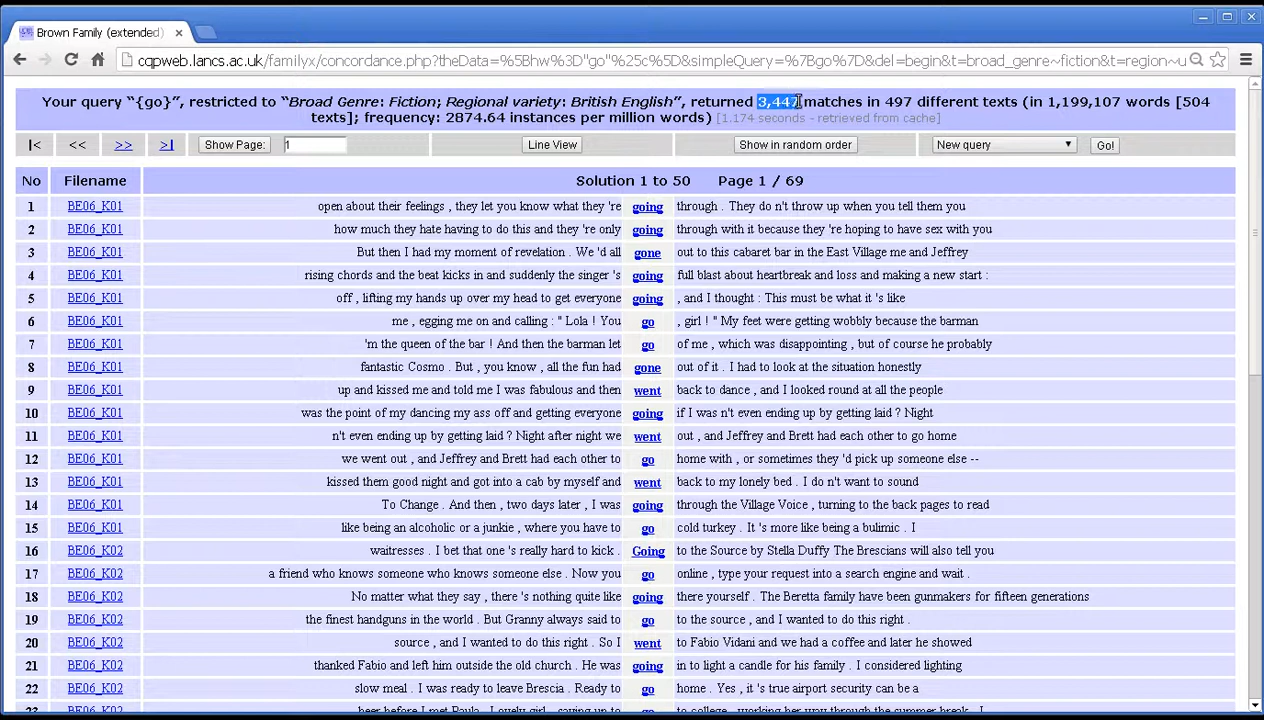 Brown Family (extended)
cqpweb.lancs.ac.uk/familyx/concordance.php?theData=%5Bhw%3D"go"%25c%5D&simpleQuery=%7Bgo%7D&del=begin&t=broad_genre~fiction&t=region~u
Your query “{go}”, restricted to “Broad Genre: Fiction; Regional variety: British English”, returned 3,447 matches in 497 different texts (in 1,199,107 words [504
texts]; frequency: 2874.64 instances per million words) [1.174 seconds - retrieved from cache]
|< << >> >| Show Page: 1 Line View Show in random order New query Go!
No Filename Solution 1 to 50 Page 1 / 69
1 BE06_K01 open about their feelings , they let you know what they 're going through . They do n't throw up when you tell them you
2 BE06_K01 how much they hate having to do this and they 're only going through with it because they 're hoping to have sex with you
3 BE06_K01 But then I had my moment of revelation . We 'd all gone out to this cabaret bar in the East Village me and Jeffrey
4 BE06_K01 rising chords and the beat kicks in and suddenly the singer 's going full blast about heartbreak and loss and making a new start :
5 BE06_K01 off , lifting my hands up over my head to get everyone going , and I thought : This must be what it 's like
6 BE06_K01 me , egging me on and calling : " Lola ! You go , girl ! " My feet were getting wobbly because the barman
7 BE06_K01 'm the queen of the bar ! And then the barman let go of me , which was disappointing , but of course he probably
8 BE06_K01 fantastic Cosmo . But , you know , all the fun had gone out of it . I had to look at the situation honestly
9 BE06_K01 up and kissed me and told me I was fabulous and then went back to dance , and I looked round at all the people
10 BE06_K01 was the point of my dancing my ass off and getting everyone going if I was n't even ending up by getting laid ? Night
11 BE06_K01 n't even ending up by getting laid ? Night after night we went out , and Jeffrey and Brett had each other to go home
12 BE06_K01 we went out , and Jeffrey and Brett had each other to go home with , or sometimes they 'd pick up someone else --
13 BE06_K01 kissed them good night and got into a cab by myself and went back to my lonely bed . I do n't want to sound
14 BE06_K01 To Change . And then , two days later , I was going through the Village Voice , turning to the back pages to read
15 BE06_K01 like being an alcoholic or a junkie , where you have to go cold turkey . It 's more like being a bulimic . I
16 BE06_K02 waitresses . I bet that one 's really hard to kick . Going to the Source by Stella Duffy The Brescians will also tell you
17 BE06_K02 a friend who knows someone who knows someone else . Now you go online , type your request into a search engine and wait .
18 BE06_K02 No matter what they say , there 's nothing quite like going there yourself . The Beretta family have been gunmakers for fifteen generations
19 BE06_K02 the finest handguns in the world . But Granny always said to go to the source , and I wanted to do this right .
20 BE06_K02 source , and I wanted to do this right . So I went to Fabio Vidani and we had a coffee and later he showed
21 BE06_K02 thanked Fabio and left him outside the old church . He was going in to light a candle for his family . I considered lighting
22 BE06_K02 slow meal . I was ready to leave Brescia . Ready to go home . Yes , it 's true airport security can be a